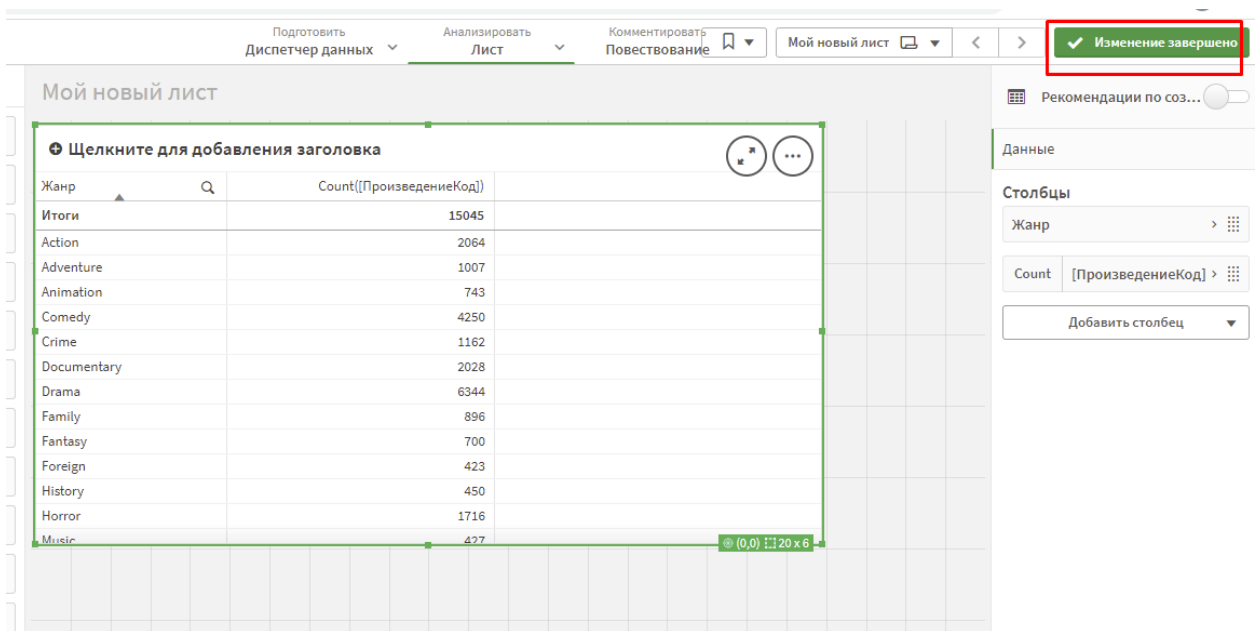 Подготовить
Диспетчер данных
Анализировать
Лист
Комментировать
Повествование
Мой новый лист
Изменение завершено
Мой новый лист
Рекомендации по соз...
Щелкните для добавления заголовка
Данные
Столбцы
Жанр
Count [ПроизведениеКод]
Добавить столбец
Жанр Count([ПроизведениеКод])
Итоги 15045
Action 2064
Adventure 1007
Animation 743
Comedy 4250
Crime 1162
Documentary 2028
Drama 6344
Family 896
Fantasy 700
Foreign 423
History 450
Horror 1716
Music 427
(0,0) 20 x 6